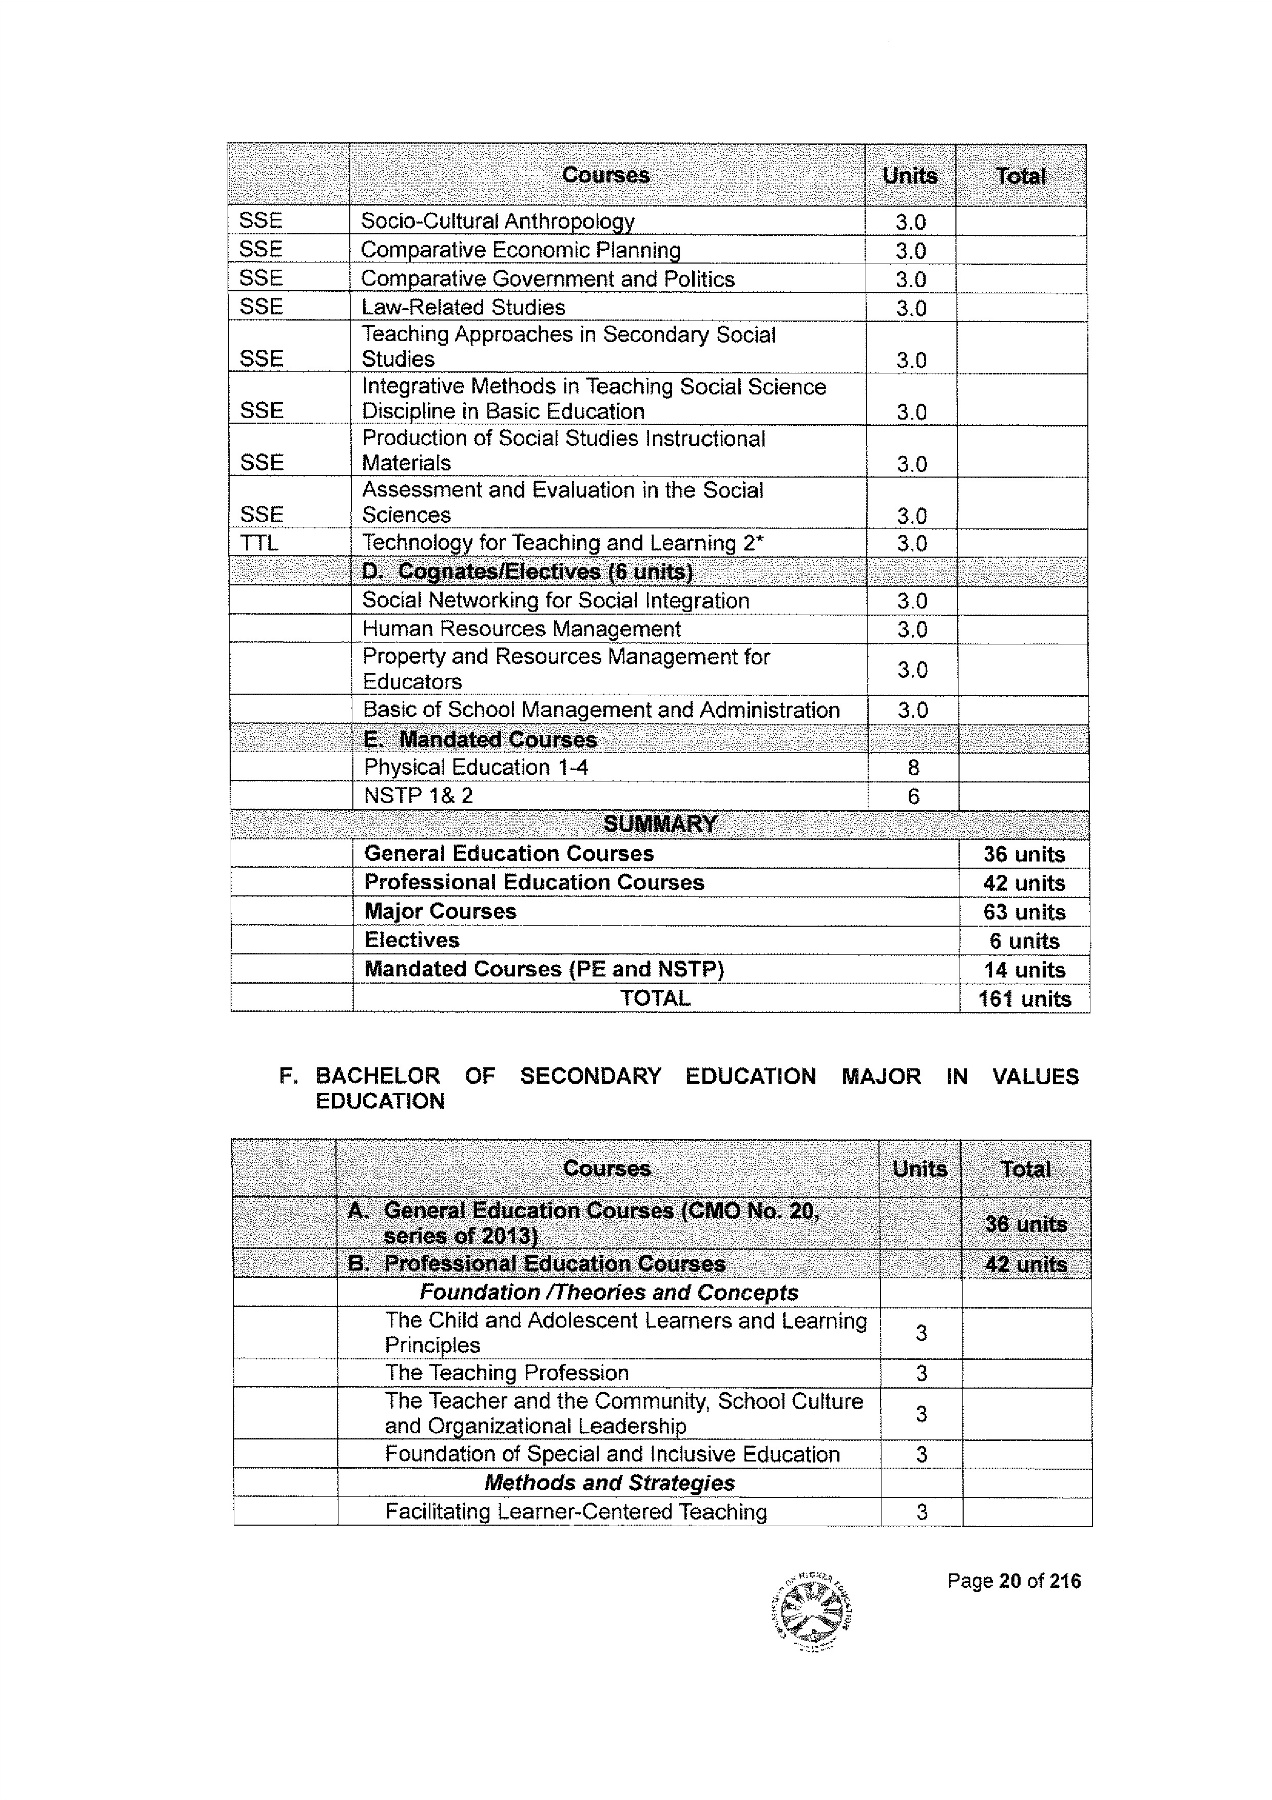 Courses Units Total
SSE Socio-Cultural Anthropology 3.0
SSE Comparative Economic Planning 3.0
SSE Comparative Government and Politics 3.0
SSE Law-Related Studies 3.0
Teaching Approaches in Secondary Social
SSE Studies 3.0
Integrative Methods in Teaching Social Science
SSE Discipline in Basic Education 3.0
Production of Social Studies Instructional
SSE Materials 3.0
Assessment and Evaluation in the Social
SSE Sciences 3.0
TTL Technology for Teaching and Learning 2* 3.0
D. Cognates/Electives (6 units)
Social Networking for Social Integration 3.0
Human Resources Management 3.0
Property and Resources Management for
Educators 3.0
Basic of School Management and Administration 3.0
E. Mandated Courses
Physical Education 1-4 8
NSTP 1& 2 6
SUMMARY
General Education Courses 36 units
Professional Education Courses 42 units
Major Courses 63 units
Electives 6 units
Mandated Courses (PE and NSTP) 14 units
TOTAL 161 units
F. BACHELOR OF SECONDARY EDUCATION MAJOR IN VALUES
EDUCATION
Courses Units Total
A. General Education Courses (CMO No. 20,
series of 2013) 36 units
B. Professional Education Courses 42 units
Foundation /Theories and Concepts
The Child and Adolescent Learners and Learning
Principles 3
The Teaching Profession 3
The Teacher and the Community, School Culture
and Organizational Leadership 3
Foundation of Special and Inclusive Education 3
Methods and Strategies
Facilitating Learner-Centered Teaching 3
Page 20 of 216